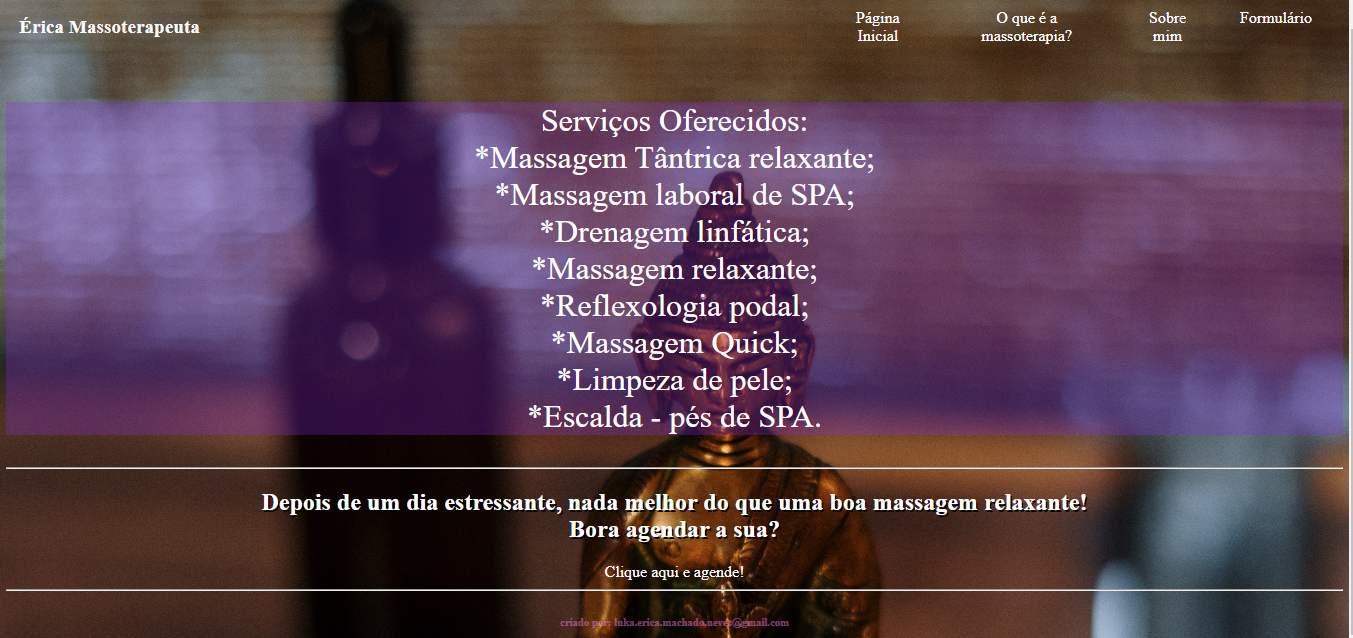 Érica Massoterapeuta
Página
Inicial
O que é a
massoterapia?
Sobre
mim
Formulário
Serviços Oferecidos:
*Massagem Tântrica relaxante;
*Massagem laboral de SPA;
*Drenagem linfática;
*Massagem relaxante;
*Reflexologia podal;
*Massagem Quick;
*Limpeza de pele;
*Escalda - pés de SPA.
Depois de um dia estressante, nada melhor do que uma boa massagem relaxante!
Bora agendar a sua?
Clique aqui e agende!
criado por: luka.erica.machado.neves@gmail.com